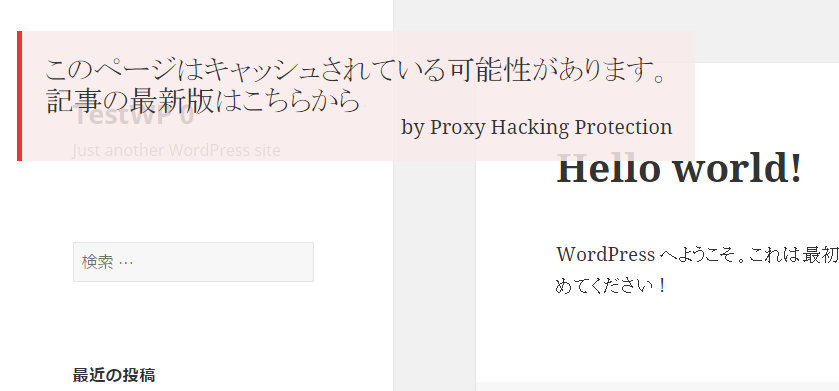 このページはキャッシュされている可能性があります。
記事の最新版はこちらから
by Proxy Hacking Protection
TestWP 0
Just another WordPress site
検索 …
最近の投稿
Hello world!
WordPress へようこそ。これは最初
めてください！